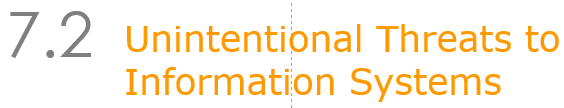 7.2 Unintentional Threats to
Information Systems